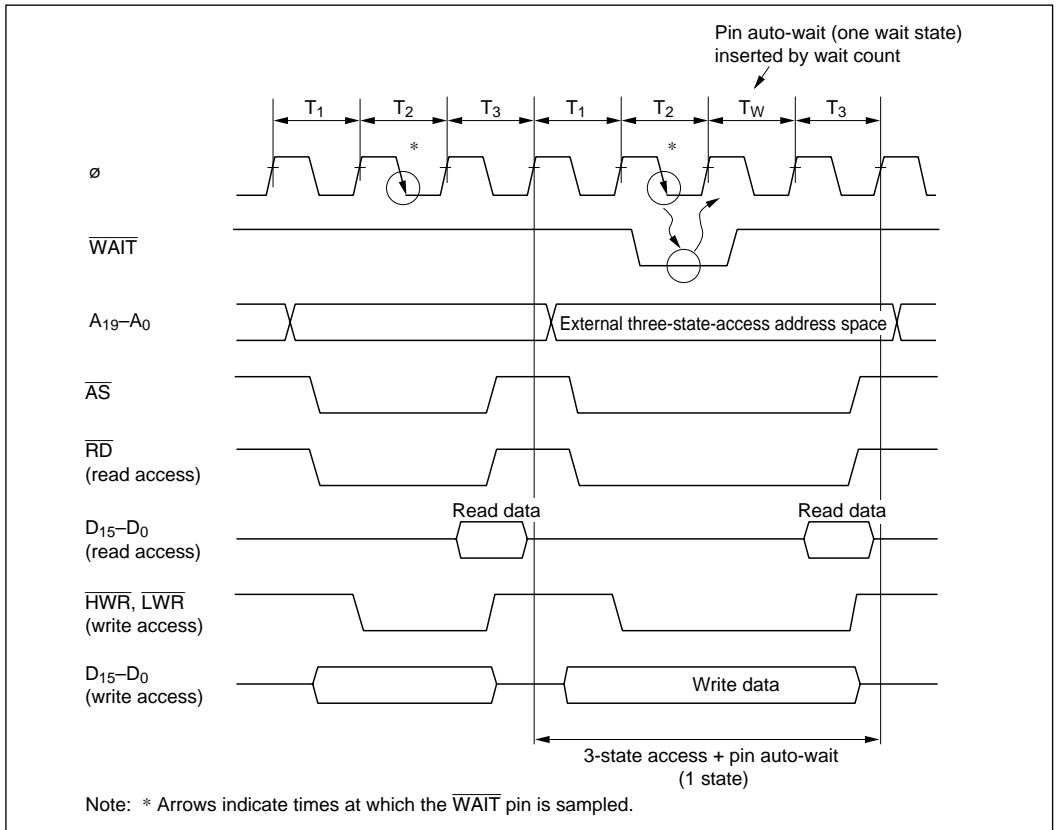 Pin auto-wait (one wait state)
inserted by wait count
T1 T2 T3 T1 T2 TW T3
* *
ø
WAIT
A19–A0 External three-state-access address space
AS
RD
(read access)
Read data Read data
D15–D0
(read access)
HWR, LWR
(write access)
D15–D0 Write data
(write access)
3-state access + pin auto-wait
(1 state)
Note: * Arrows indicate times at which the WAIT pin is sampled.